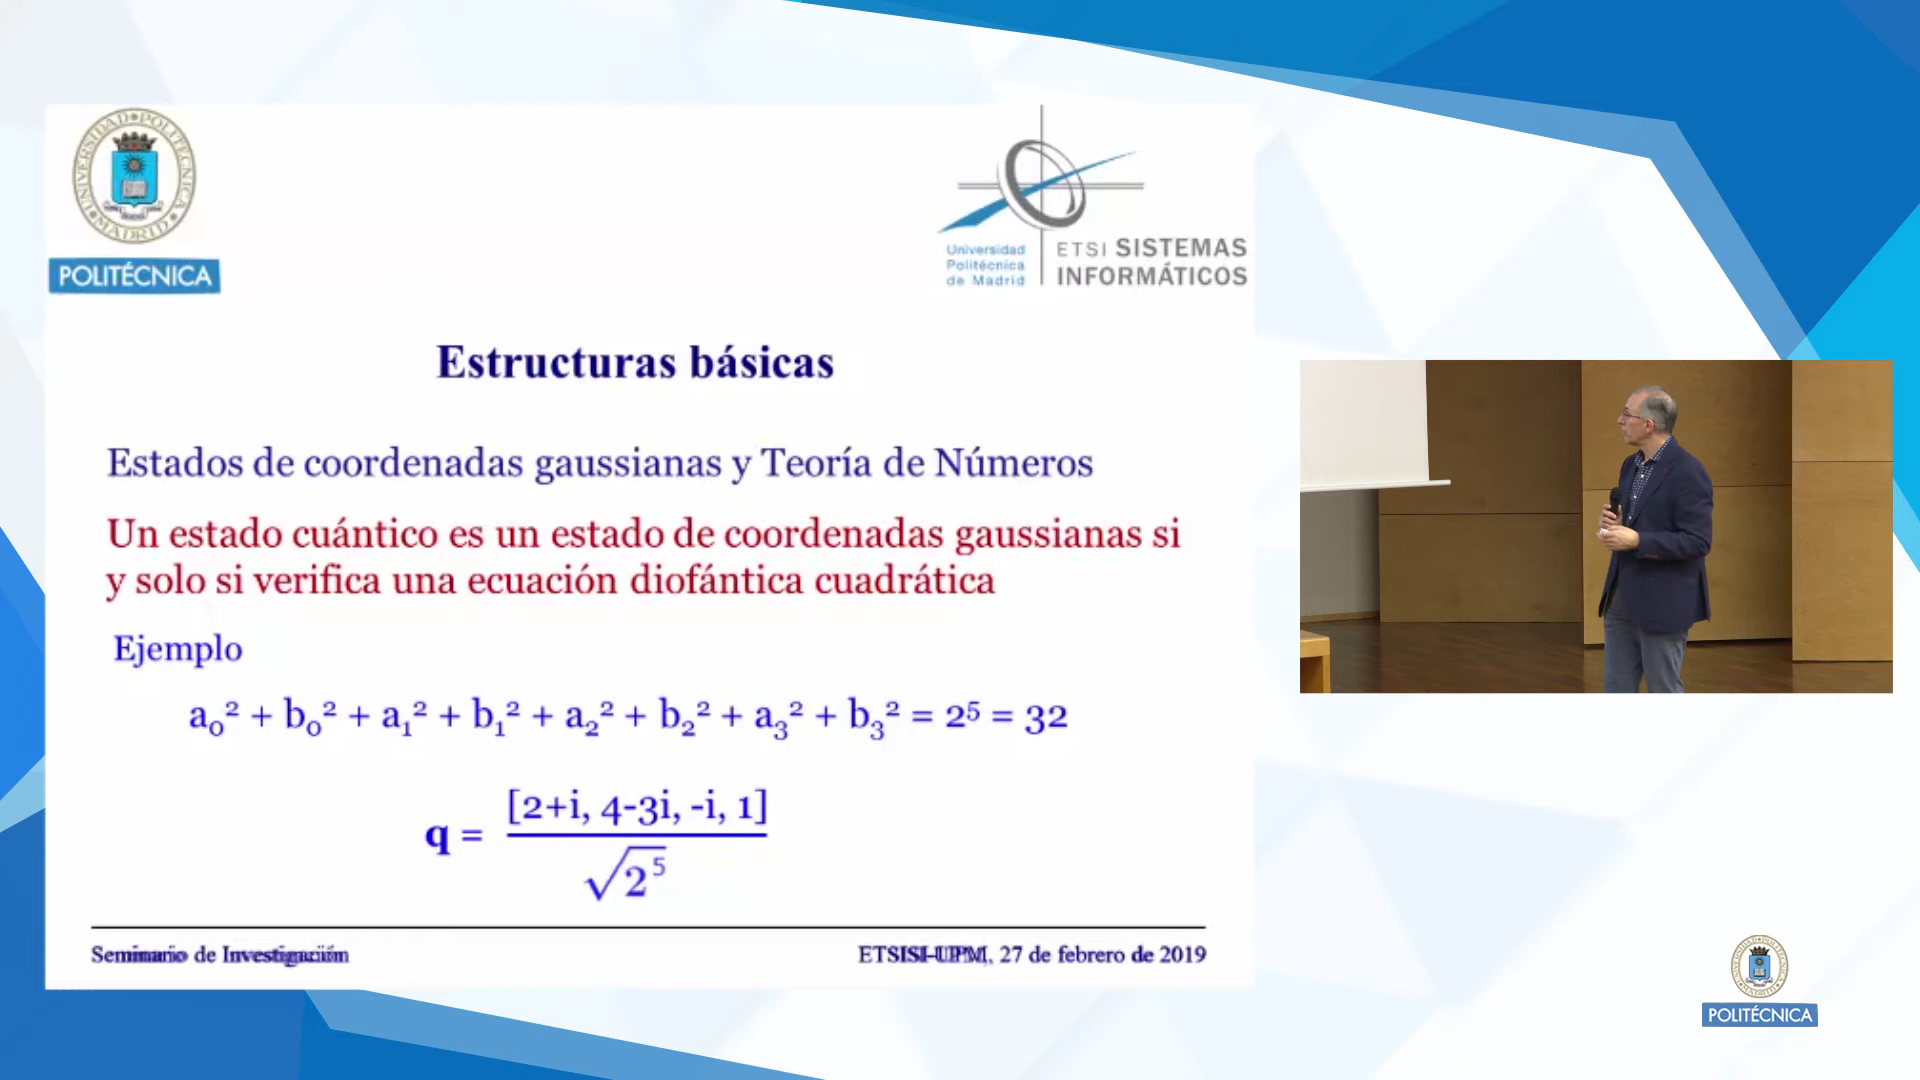 UNIVERSIDAD POLITÉCNICA
MADRID
POLITÉCNICA
Universidad
Politécnica
de Madrid
ETSI SISTEMAS
INFORMÁTICOS
Estructuras básicas
Estados de coordenadas gaussianas y Teoría de Números
Un estado cuántico es un estado de coordenadas gaussianas si
y solo si verifica una ecuación diofántica cuadrática
Ejemplo
a₀² + b₀² + a₁² + b₁² + a₂² + b₂² + a₃² + b₃² = 2⁵ = 32
q = [2+i, 4-3i, -i, 1]
√2⁵
Seminario de Investigación
ETSISI-UPM, 27 de febrero de 2019
POLITÉCNICA